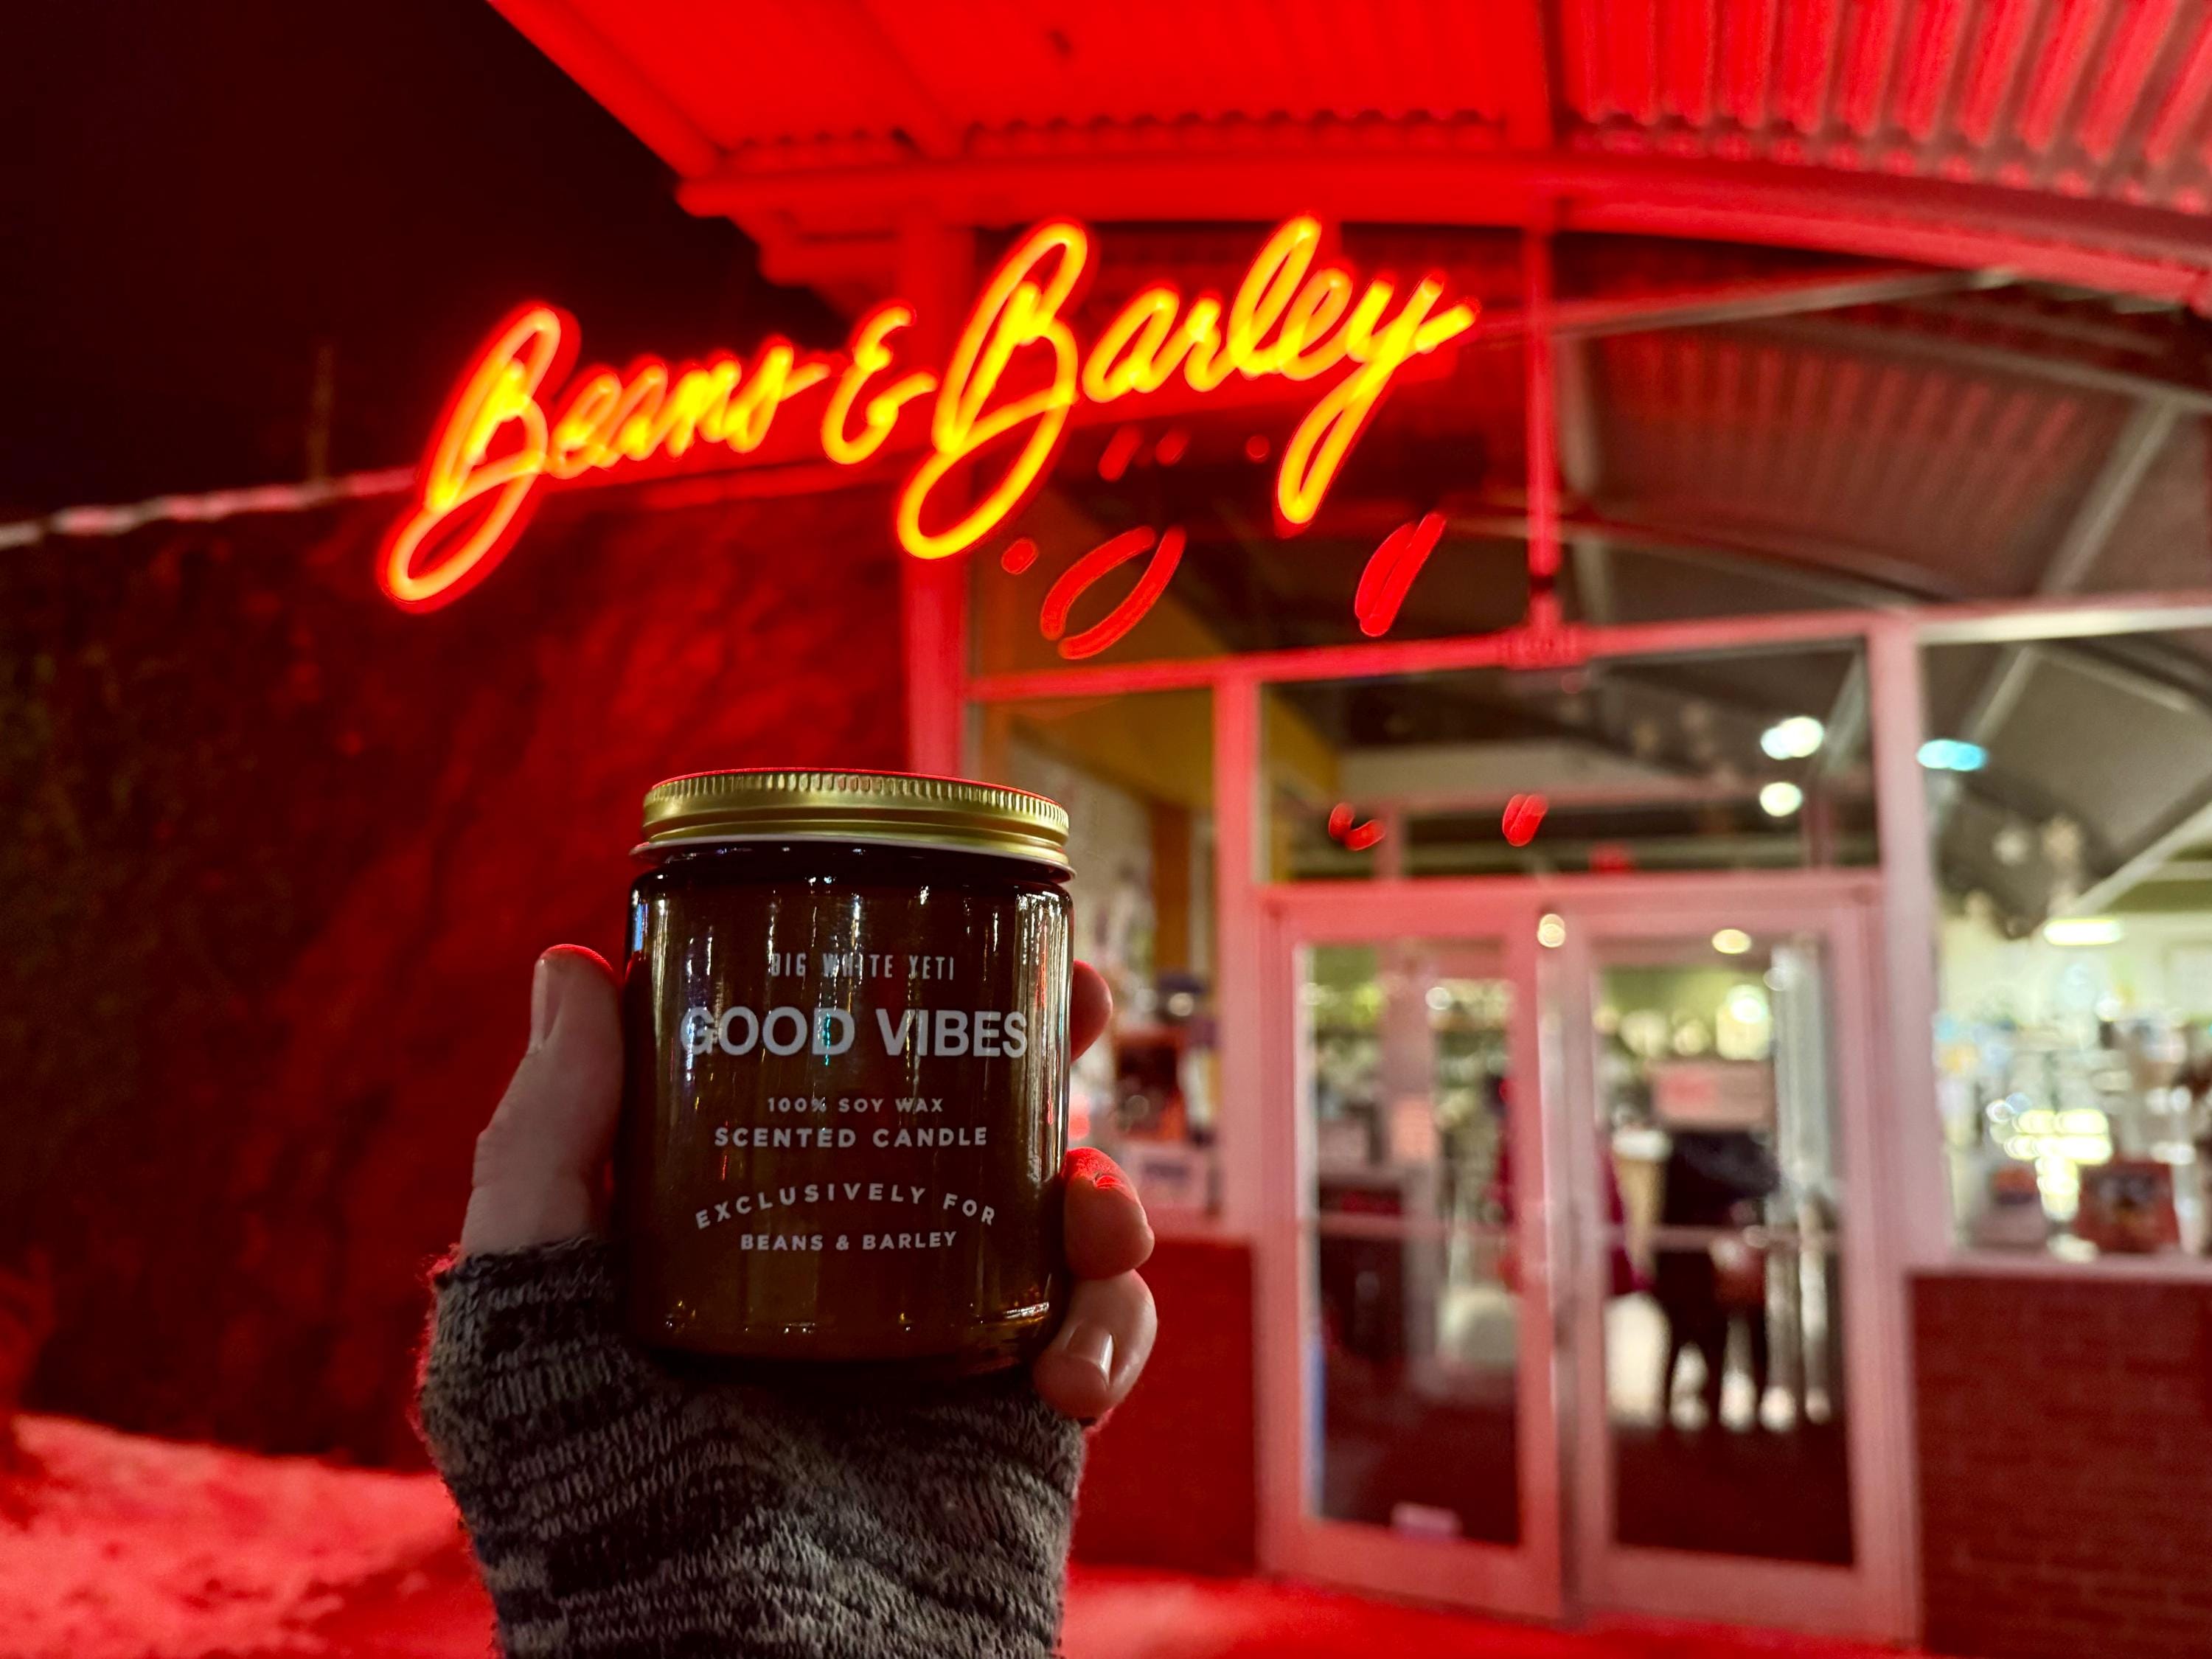 Beans & Barley
BIG WHITE YETI
GOOD VIBES
100% SOY WAX
SCENTED CANDLE
EXCLUSIVELY FOR
BEANS & BARLEY